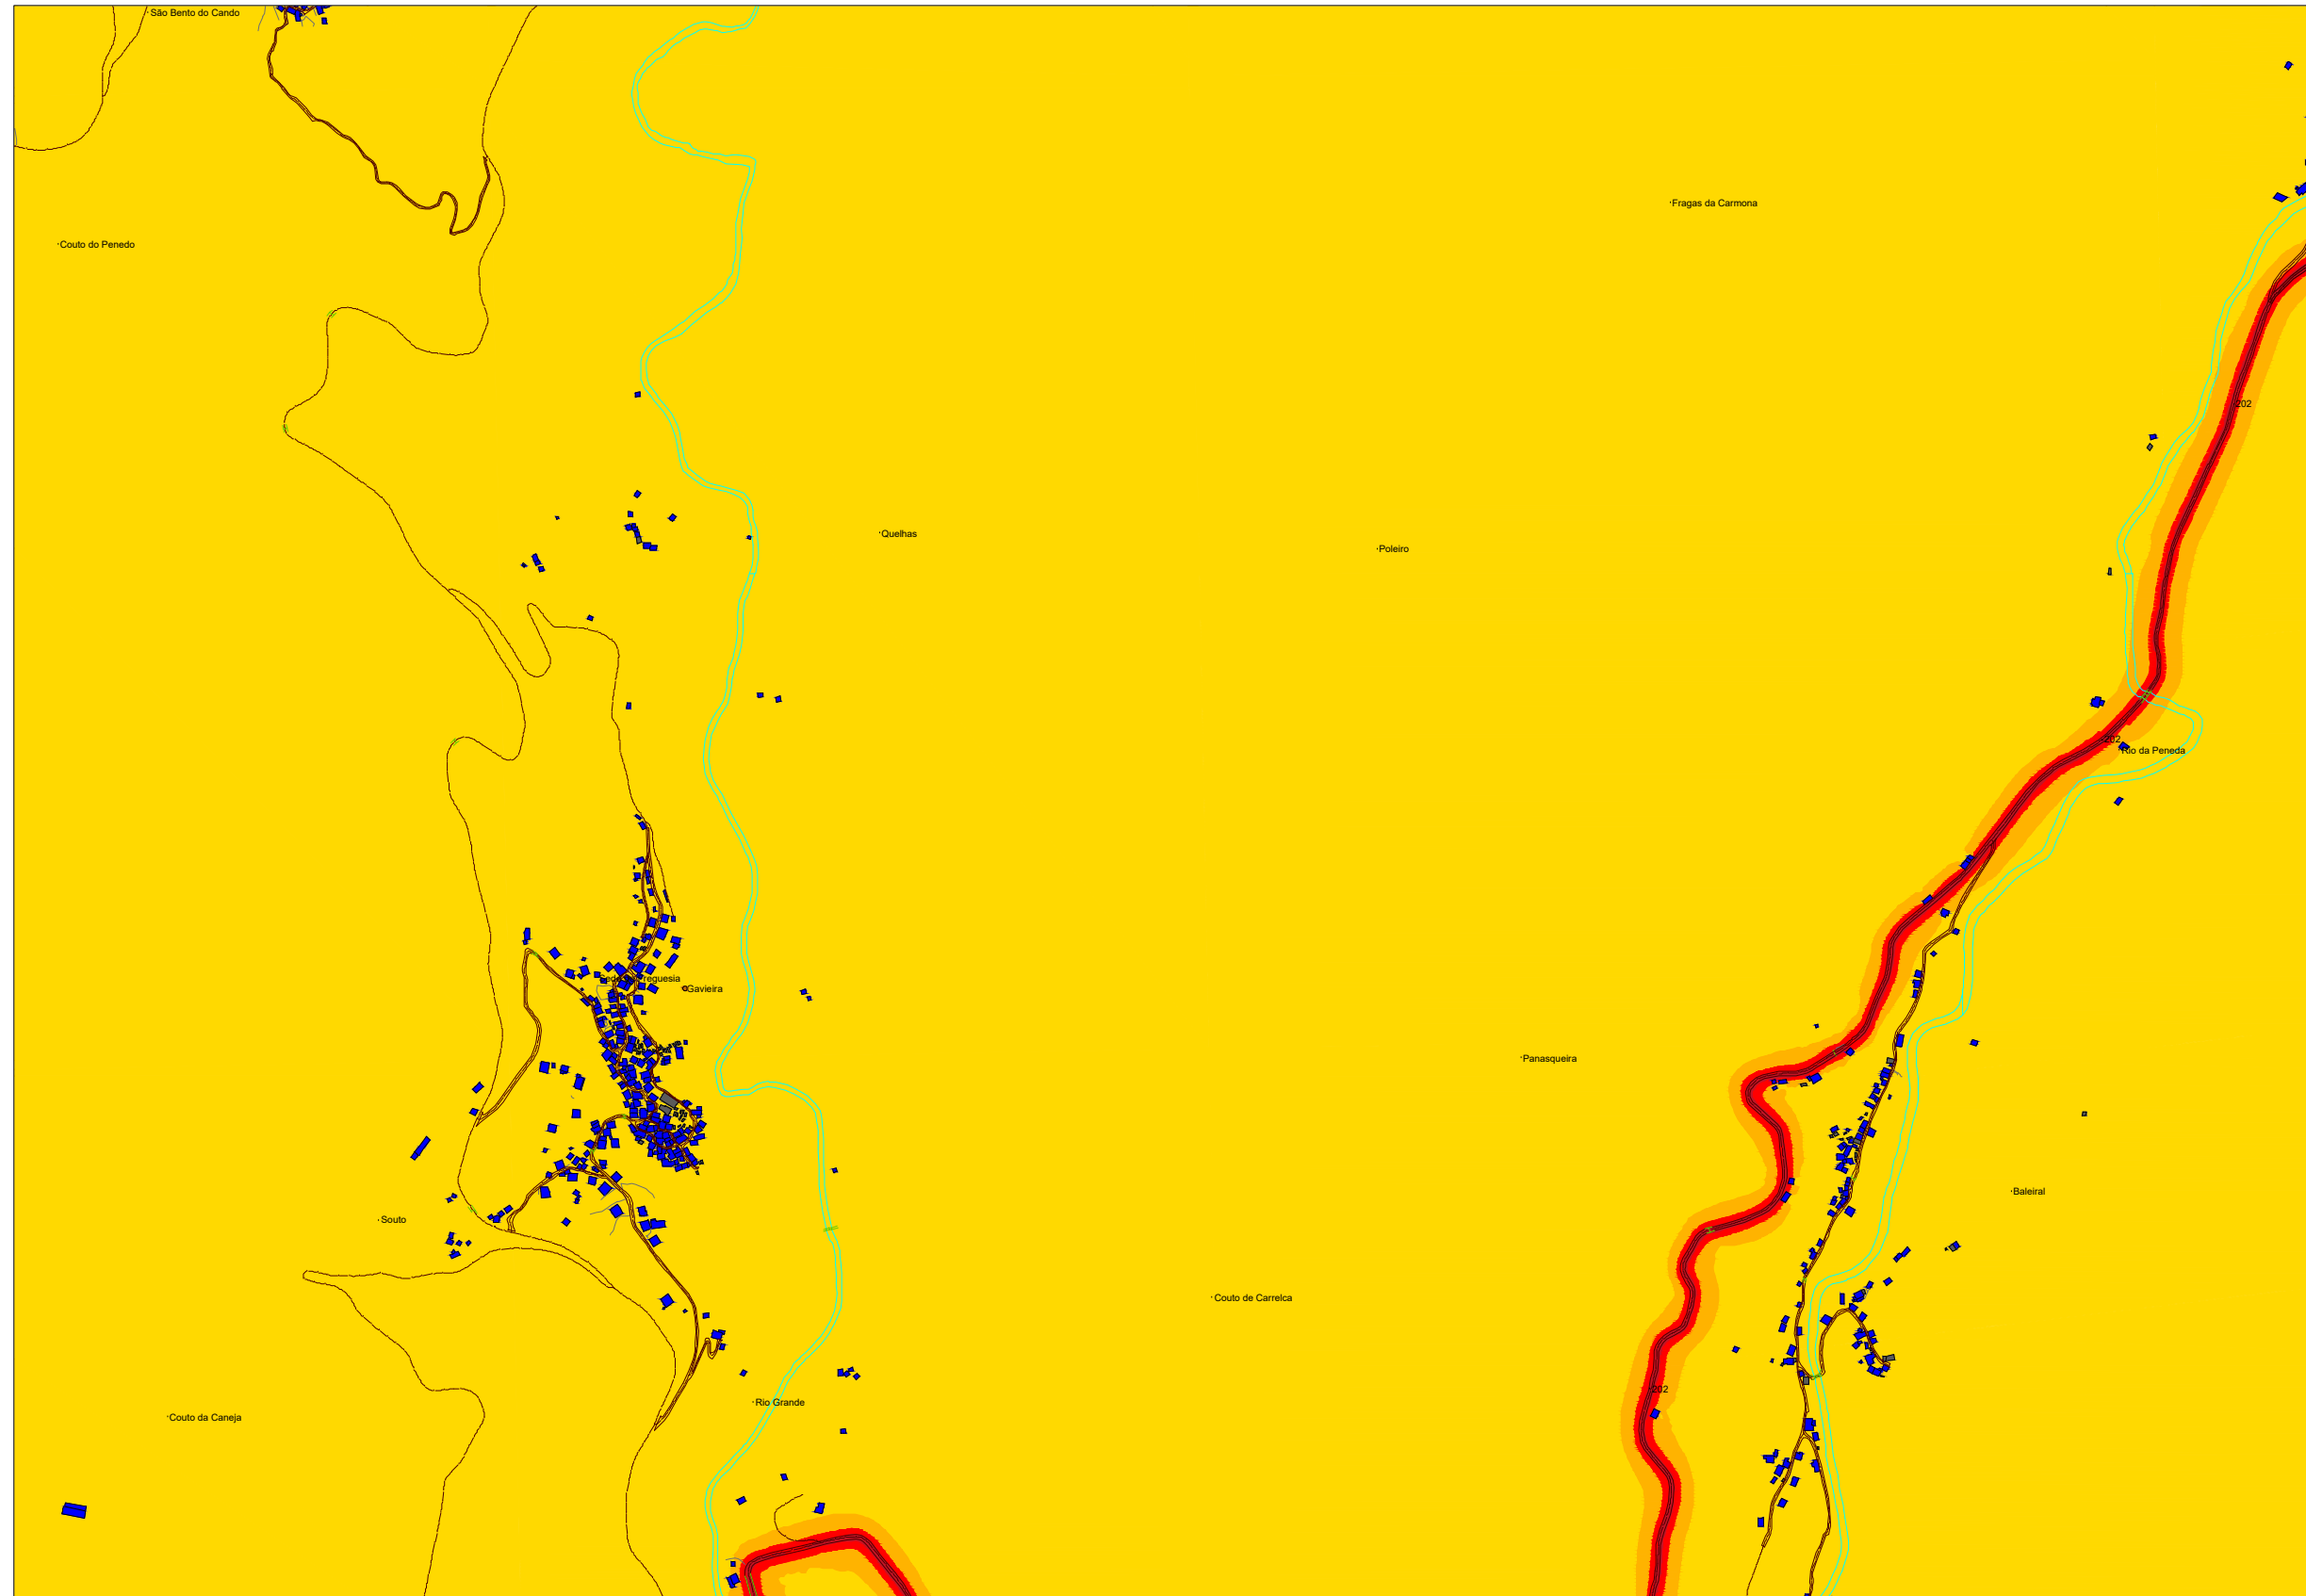 São Bento do Cando
Fragas da Carmona
Couto do Penedo
202
Quelhas
Poleiro
202
Rio da Peneda
Gavieira
Panasqueira
Baleiral
Souto
Couto de Carrelca
202
Rio Grande
Couto da Caneja